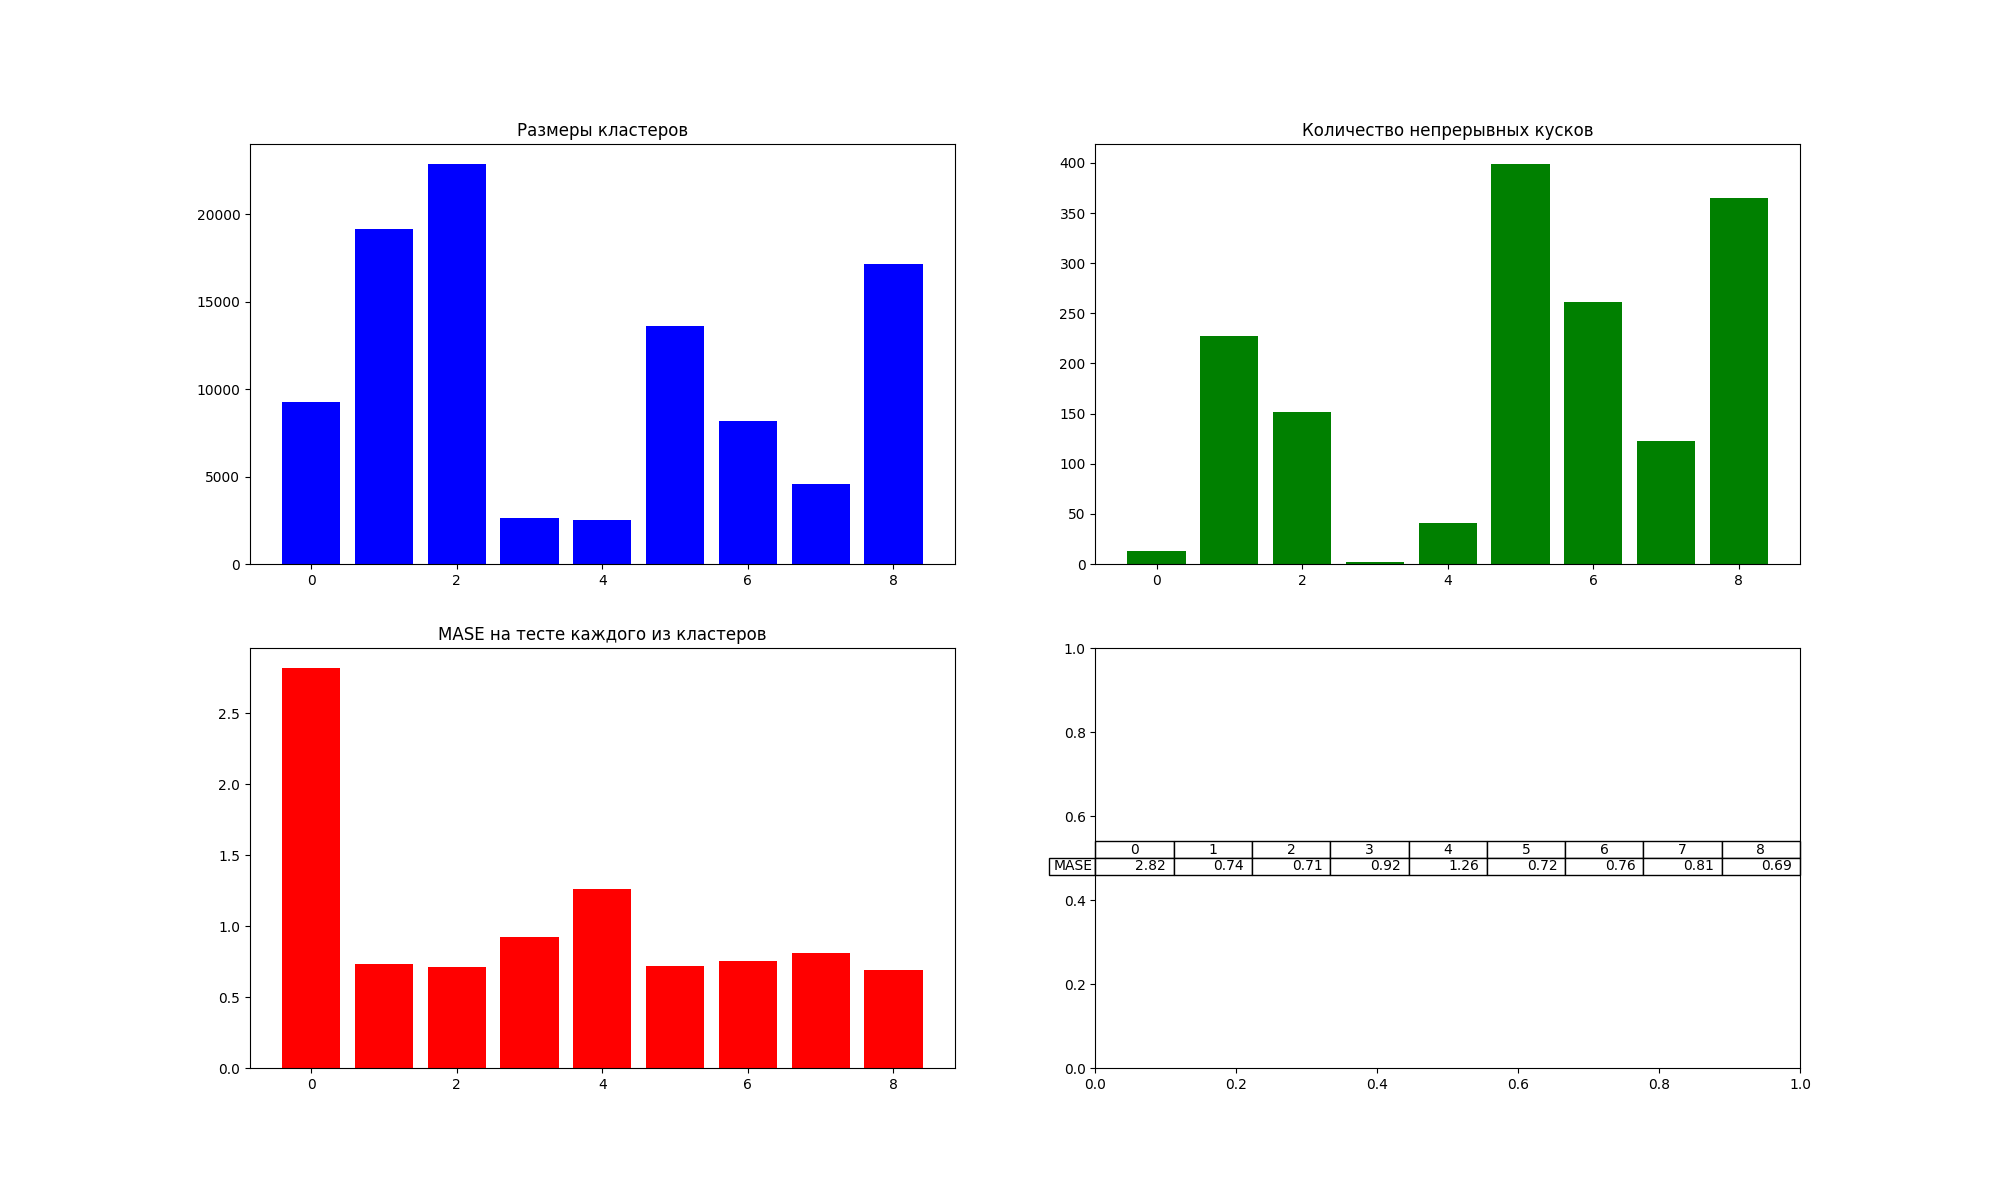 Размеры кластеров
20000
15000
10000
5000
0
0 2 4 6 8
Количество непрерывных кусков
400
350
300
250
200
150
100
50
0
0 2 4 6 8
MASE на тесте каждого из кластеров
2.5
2.0
1.5
1.0
0.5
0.0
0 2 4 6 8
1.0
0.8
0.6
0 1 2 3 4 5 6 7 8
MASE 2.82 0.74 0.71 0.92 1.26 0.72 0.76 0.81 0.69
0.4
0.2
0.0
0.0 0.2 0.4 0.6 0.8 1.0